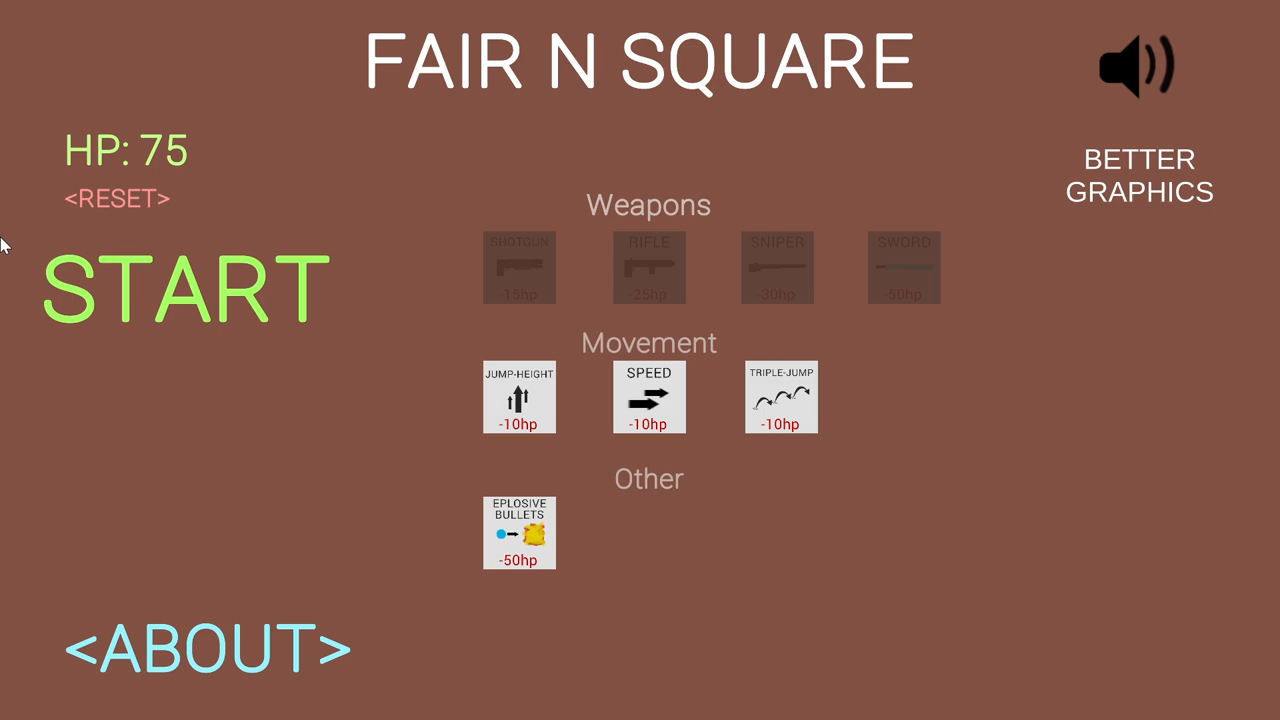 FAIR N SQUARE
HP: 75
<RESET>
BETTER
GRAPHICS
START
Weapons
SHOTGUN
-15hp
RIFLE
-25hp
SNIPER
-30hp
SWORD
-50hp
Movement
JUMP-HEIGHT
-10hp
SPEED
-10hp
TRIPLE-JUMP
-10hp
Other
EPLOSIVE
BULLETS
-50hp
<ABOUT>